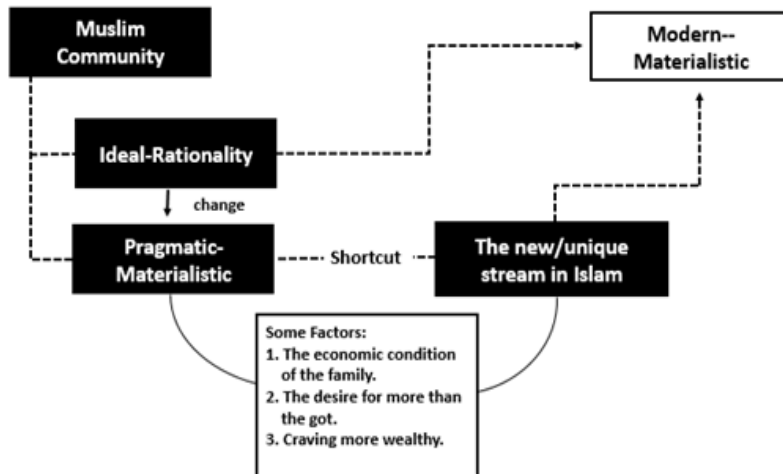 Muslim
Community
Modern--
Materialistic
Ideal-Rationality
change
Pragmatic-
Materialistic
Shortcut
The new/unique
stream in Islam
Some Factors:
1. The economic condition
of the family.
2. The desire for more than
the got.
3. Craving more wealthy.